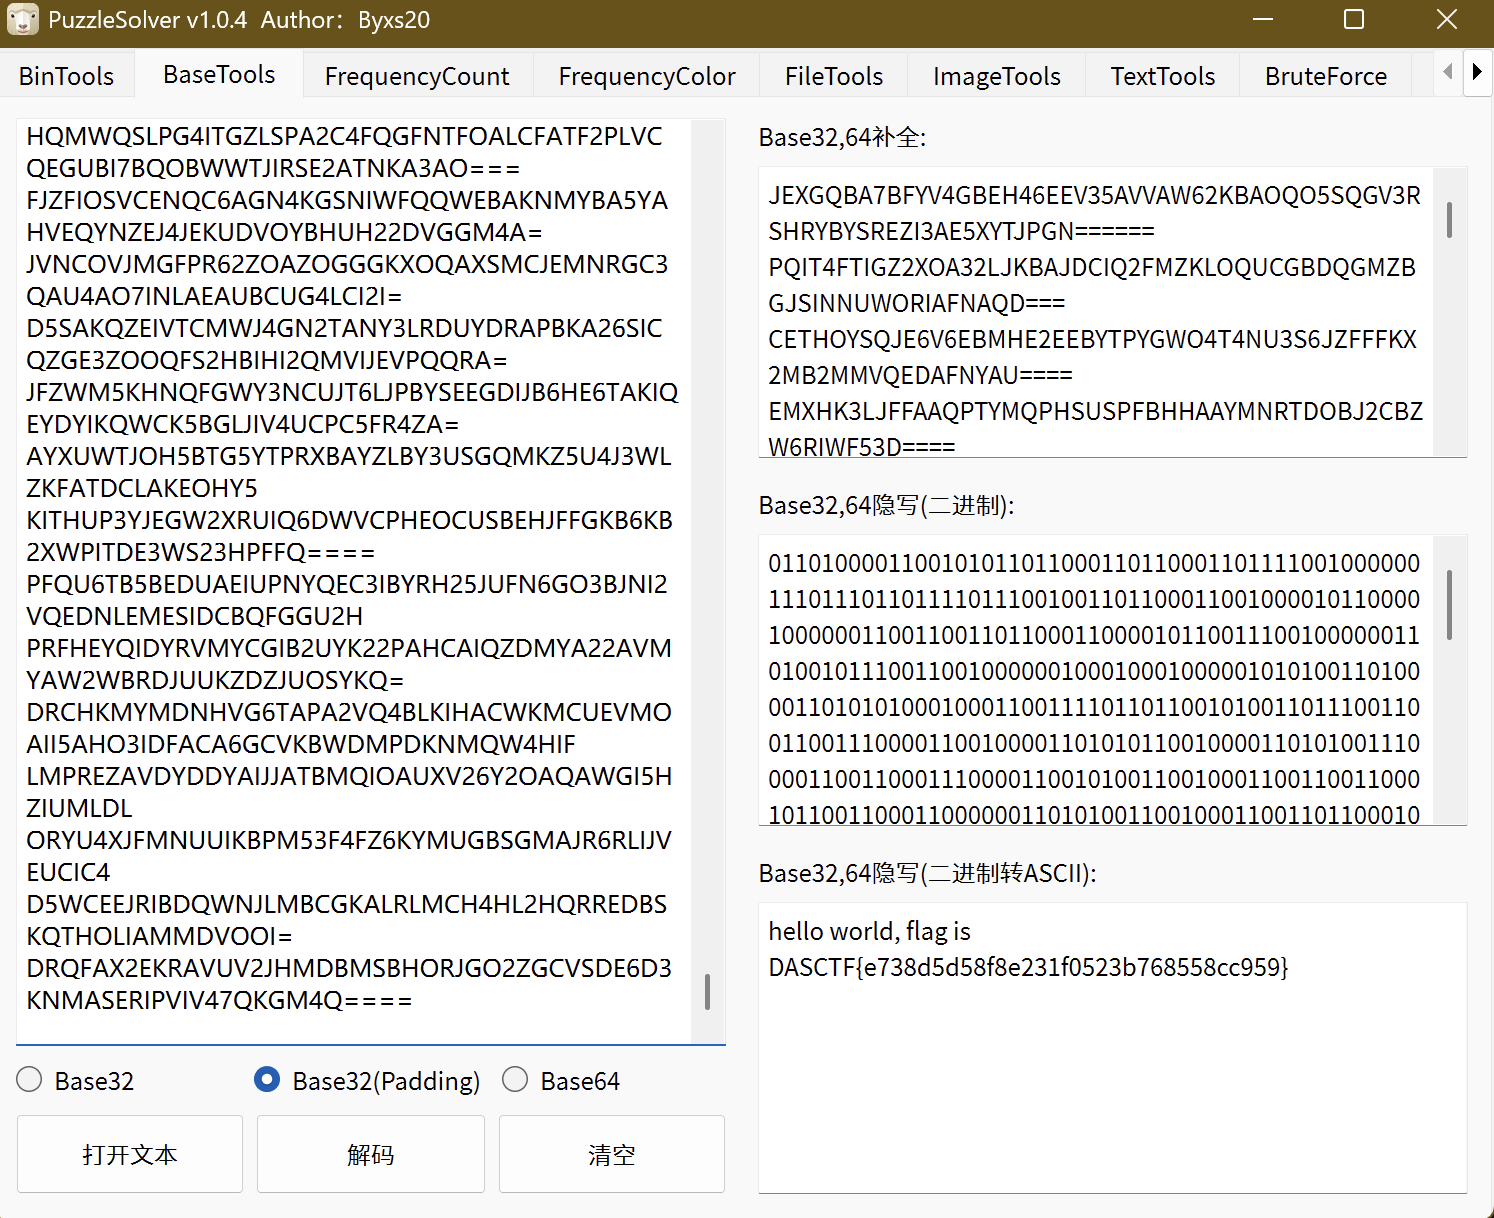 PuzzleSolver v1.0.4 Author：Byxs20
BinTools BaseTools FrequencyCount FrequencyColor FileTools ImageTools TextTools BruteForce
HQMWQSLPG4ITGZLSPA2C4FQGFNTFOALCFATF2PLVC
QEGUBI7BQOBWWTJIRSE2ATNKA3AO===
FJZFIOSVCENQC6AGN4KGSNIWFQQWEBAKNMYBA5YA
HVEQYNZEJ4JEKUDVOYBHUH22DVGGM4A=
JVNCOVJMGFPR62ZOAZOGGGKXOQAXSMCJEMNRGC3
QAU4AO7INLAEAUBCUG4LCI2I=
D5SAKQZEIVTCMWJ4GN2TANY3LRDUYDRAPBKA26SIC
QZGE3ZOOQFS2HBIHI2QMVIJEVPQQRA=
JFZWM5KHNQFGWY3NCUJT6LJPBYSEEGDIJB6HE6TAKIQ
EYDYIKQWCK5BGLJIV4UCPC5FR4ZA=
AYXUWTJOH5BTG5YTPRXBAYZLBY3USGQMKZ5U4J3WL
ZKFATDCLAKEOHY5
KITHUP3YJEGW2XRUIQ6DWVCPHEOCUSBEHJFFGKB6KB
2XWPITDE3WS23HPFFQ====
PFQU6TB5BEDUAEIUPNYQEC3IBYRH25JUFN6GO3BJNI2
VQEDNLEMESIDCBQFGGU2H
PRFHEYQIDYRVMYCGIB2UYK22PAHCAIQZDMYA22AVM
YAW2WBRDJUUKZDZJUOSYKQ=
DRCHKMYMDNHVG6TAPA2VQ4BLKIHACWKMCUEVMO
AII5AHO3IDFACA6GCVKBWDMPDKNMQW4HIF
LMPREZAVDYDDYAIJJATBMQIOAUXV26Y2OAQAWGI5H
ZIUMLDL
ORYU4XJFMNUUIKBPM53F4FZ6KYMUGBSGMAJR6RLIJV
EUCIC4
D5WCEEJRIBDQWNJLMBCGKALRLMCH4HL2HQRREDBS
KQTHOLIAMMDVOOI=
DRQFAX2EKRAVUV2JHMDBMSBHORJGO2ZGCVSDE6D3
KNMASERIPVIV47QKGM4Q====
Base32 Base32(Padding) Base64
打开文本 解码 清空
Base32,64补全:
JEXGQBA7BFYV4GBEH46EEV35AVVAW62KBAOQO5SQGV3R
SHRYBYSREZI3AE5XYTJPGN======
PQIT4FTIGZ2XOA32LJKBAJDCIQ2FMZKLOQUCGBDQGMZB
GJSINNUWORIAFNAQD===
CETHOYSQJE6V6EBMHE2EEBYTPYGWO4T4NU3S6JZFFFKX
2MB2MMVQEDAFNYAU====
EMXHK3LJFFAAQPTYMQPHSUSPFBHHAAYMNRTDOBJ2CBZ
W6RIWF53D====
Base32,64隐写(二进制):
0110100001100101011011000110110001101111001000000
1110111011011110111001001101100011001000010110000
1000000110011001101100011000010110011100100000011
0100101110011001000000100010001000001010100110100
0011010101000100011001111011011001010011011100110
0110011100001100100001101010110010000110101001110
0001100110001110000110010100110010001100110011000
1011001100011000000110101001100100011001101100010
Base32,64隐写(二进制转ASCII):
hello world, flag is
DASCTF{e738d5d58f8e231f0523b768558cc959}